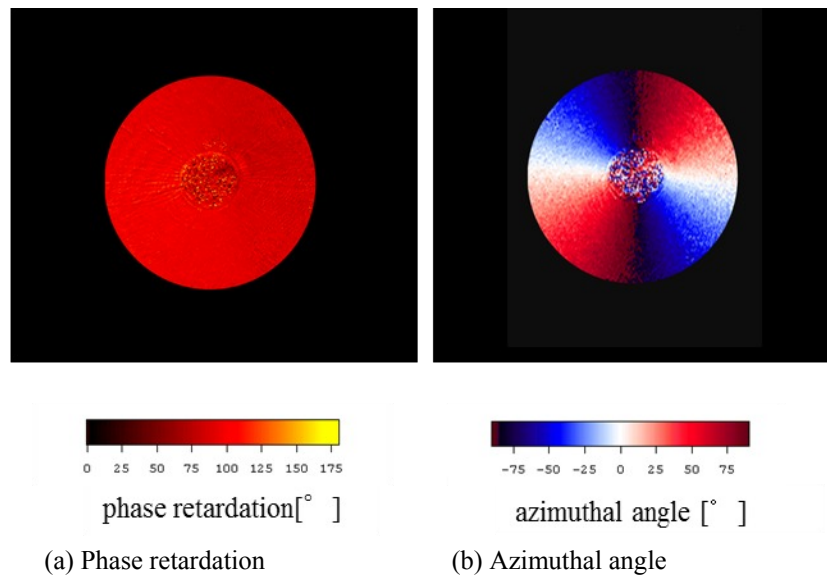 0 25 50 75 100 125 150 175
phase retardation[° ]
(a) Phase retardation
-75 -50 -25 0 25 50 75
azimuthal angle [° ]
(b) Azimuthal angle